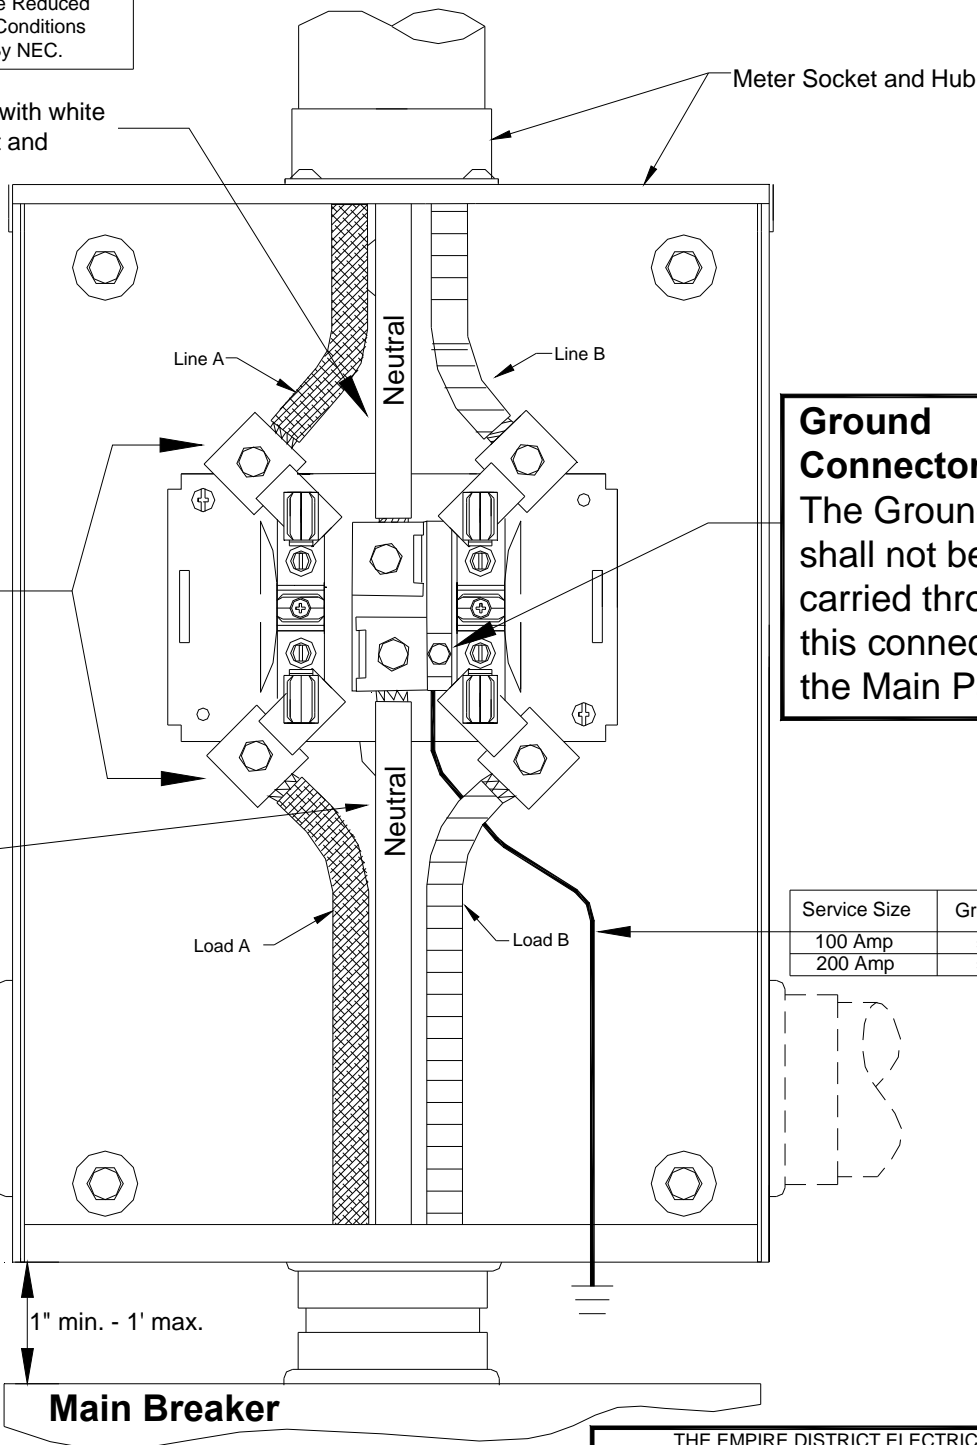 Reduced
Conditions
By NEC.
Meter Socket and Hub
with white
and
Line A
Neutral
Line B
Ground
Connector
The Groun
shall not be
carried thro
this connec
the Main P
Neutral
Load A
Load B
Service Size Gr
100 Amp
200 Amp
1" min. - 1' max.
Main Breaker
THE EMPIRE DISTRICT ELECTRIC